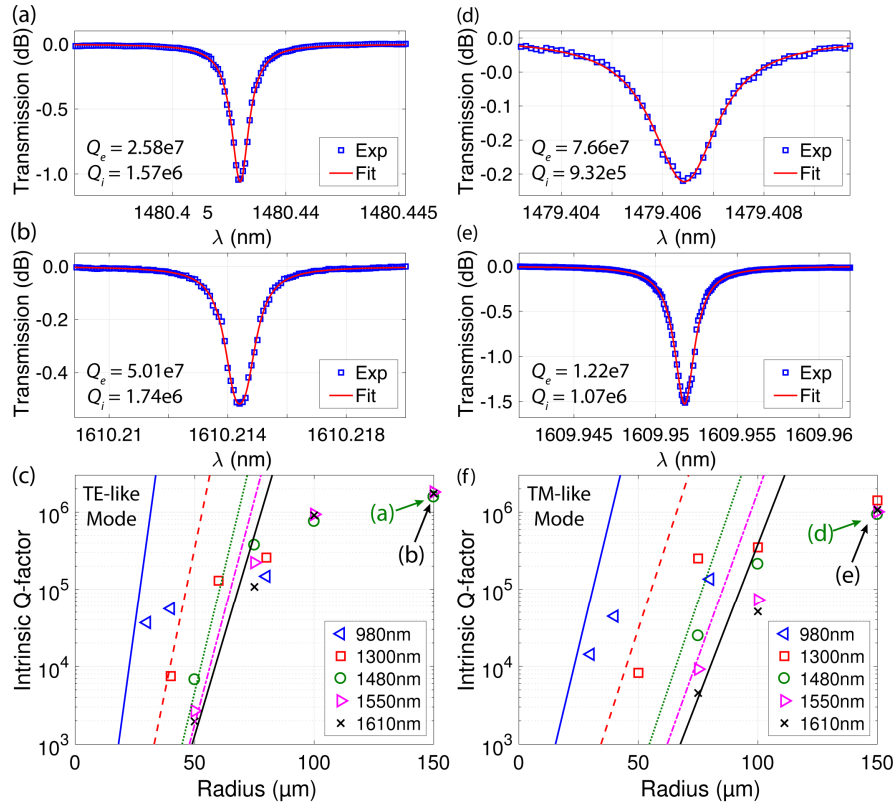 (a)
Transmission (dB)
0.0
-0.5
-1.0
Q_e = 2.58e7
Q_i = 1.57e6
Exp
Fit
1480.4 5 1480.44 1480.445
λ (nm)
(d)
Transmission (dB)
0.0
-0.0
-0.1
-0.2
-0.2
Q_e = 7.66e7
Q_i = 9.32e5
Exp
Fit
1479.404 1479.406 1479.408
λ (nm)
(b)
Transmission (dB)
0.0
-0.2
-0.4
Q_e = 5.01e7
Q_i = 1.74e6
Exp
Fit
1610.21 1610.214 1610.218
λ (nm)
(e)
Transmission (dB)
0.0
-0.5
-1.0
-1.5
Q_e = 1.22e7
Q_i = 1.07e6
Exp
Fit
1609.945 1609.95 1609.955 1609.96
λ (nm)
(c)
Intrinsic Q-factor
10^6
10^5
10^4
10^3
TE-like
Mode
(a)
(b)
980nm
1300nm
1480nm
1550nm
1610nm
0 50 100 150
Radius (μm)
(f)
Intrinsic Q-factor
10^6
10^5
10^4
10^3
TM-like
Mode
(d)
(e)
980nm
1300nm
1480nm
1550nm
1610nm
0 50 100 150
Radius (μm)